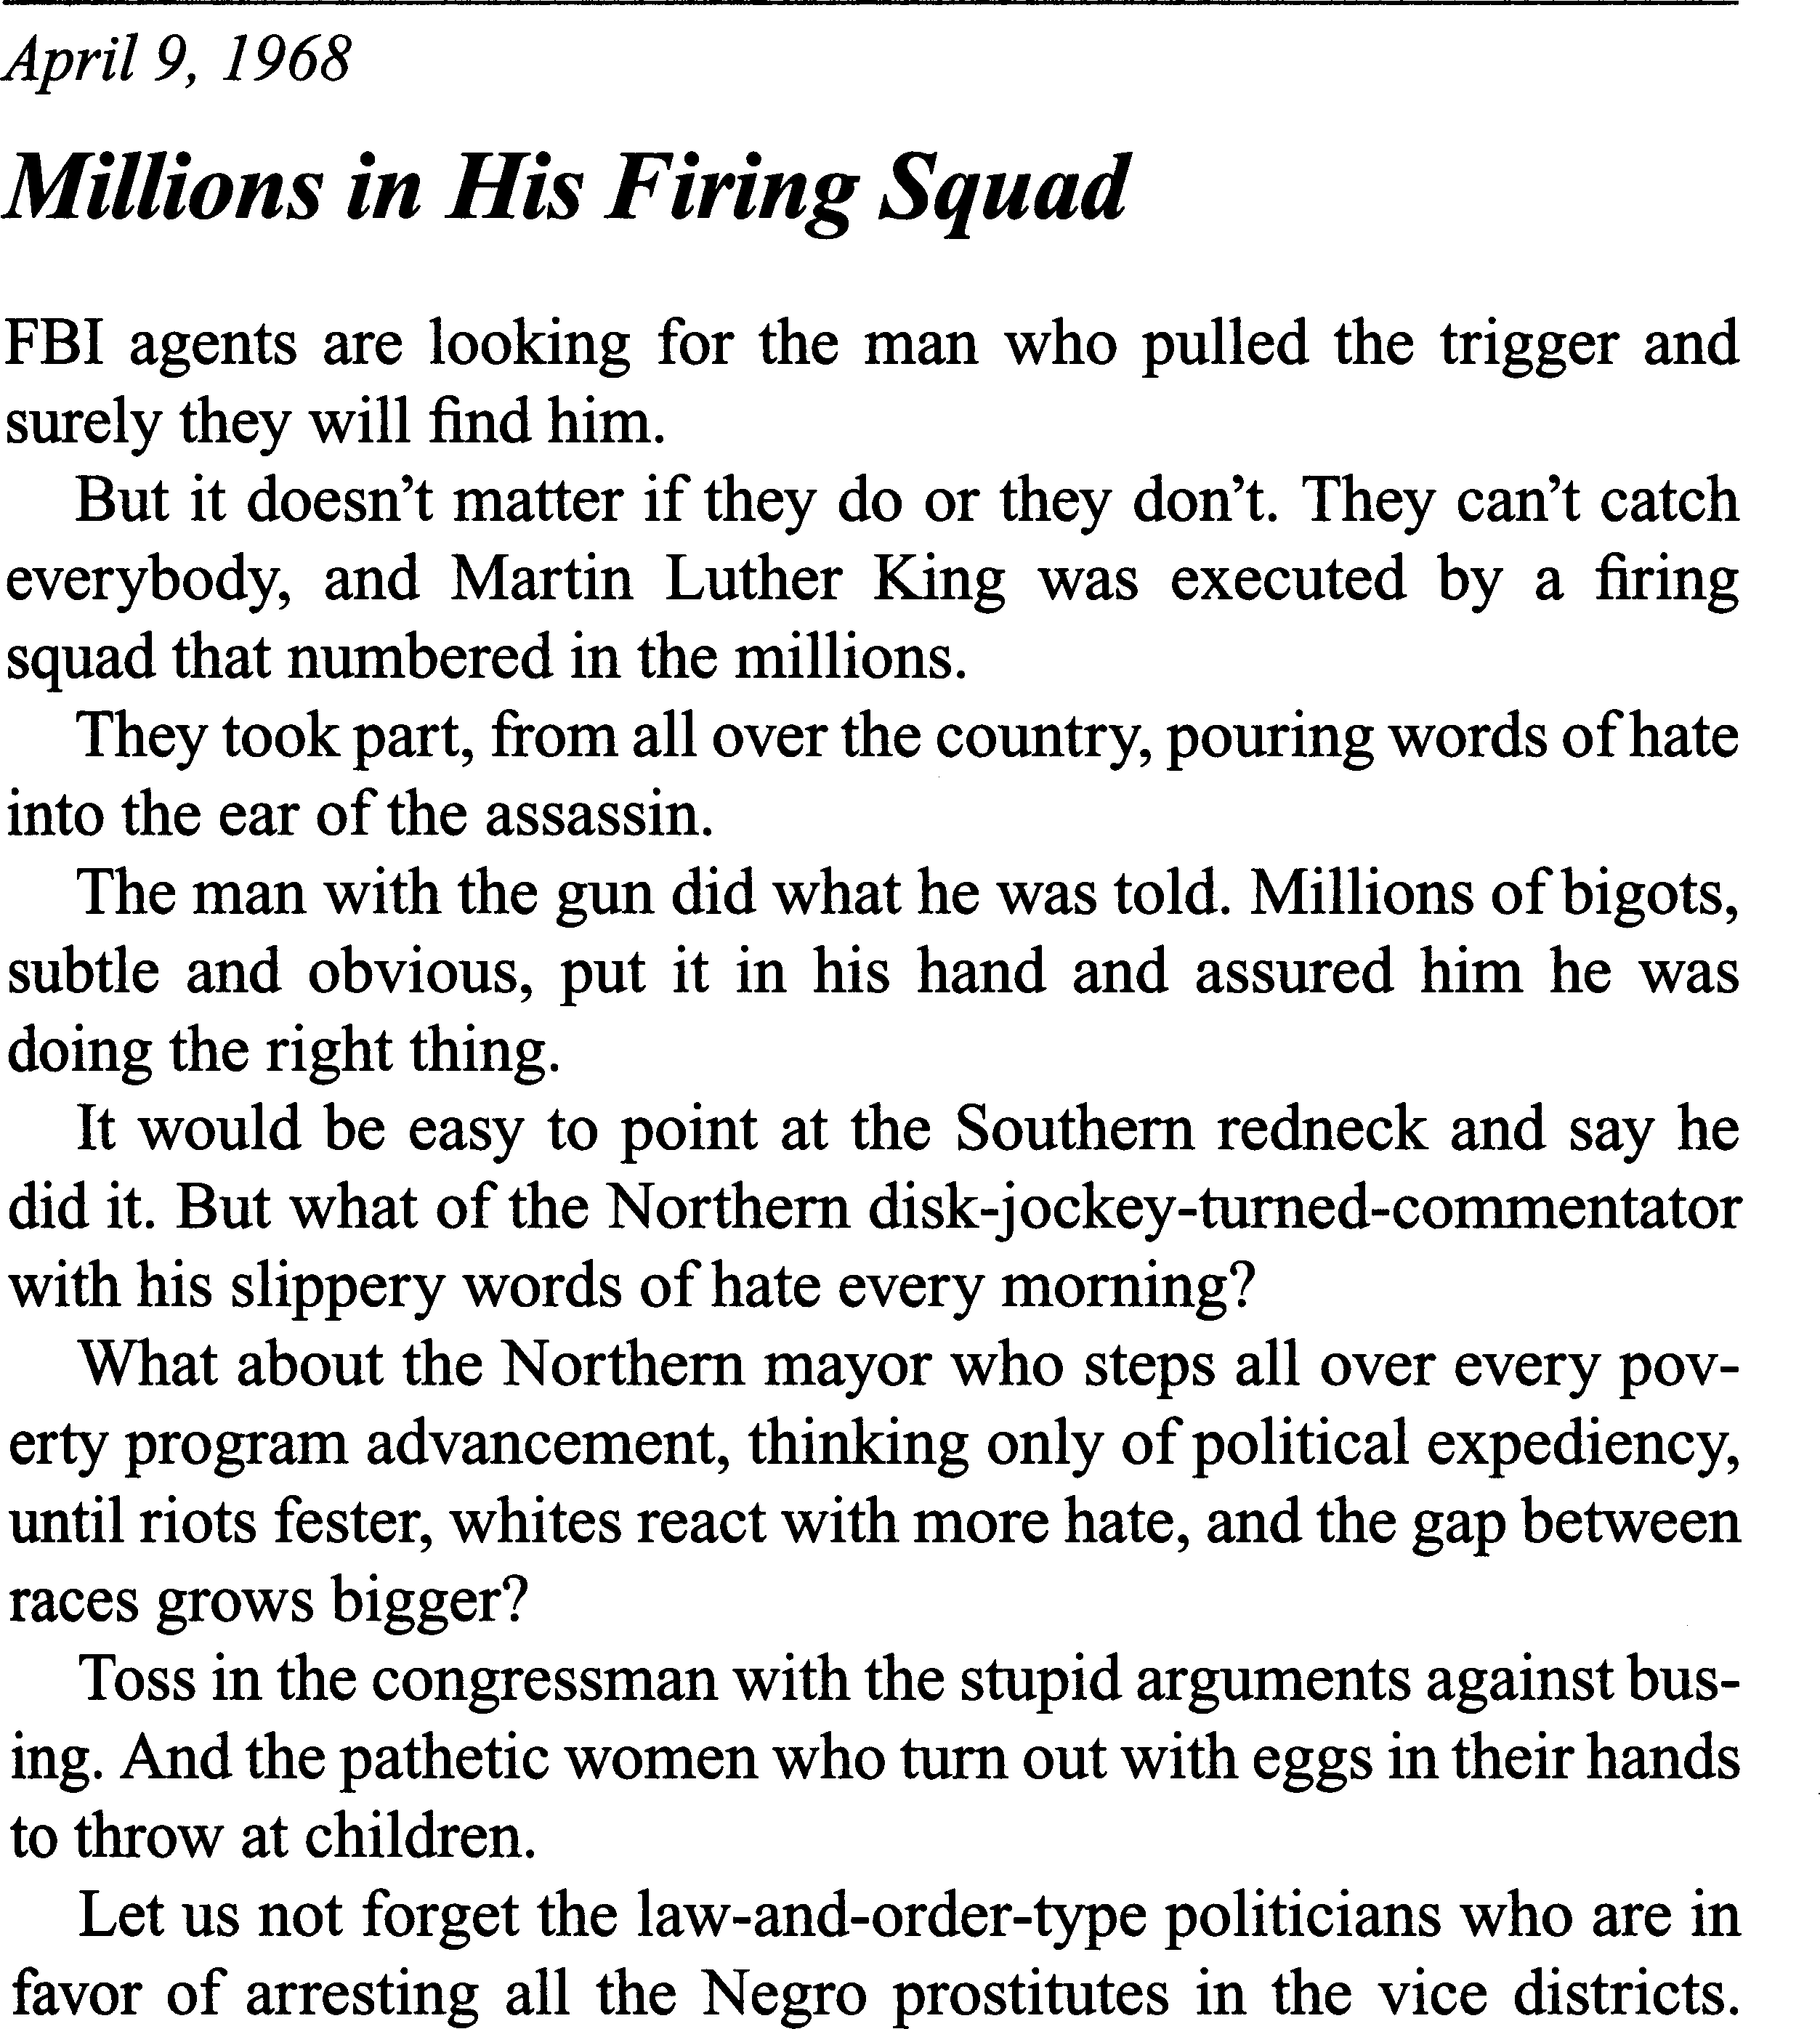 April 9, 1968
Millions in His Firing Squad
FBI agents are looking for the man who pulled the trigger and
surely they will find him.
But it doesn’t matter if they do or they don’t. They can’t catch
everybody, and Martin Luther King was executed by a firing
squad that numbered in the millions.
They took part, from all over the country, pouring words of hate
into the ear of the assassin.
The man with the gun did what he was told. Millions of bigots,
subtle and obvious, put it in his hand and assured him he was
doing the right thing.
It would be easy to point at the Southern redneck and say he
did it. But what of the Northern disk-jockey-turned-commentator
with his slippery words of hate every morning?
What about the Northern mayor who steps all over every pov-
erty program advancement, thinking only of political expediency,
until riots fester, whites react with more hate, and the gap between
races grows bigger?
Toss in the congressman with the stupid arguments against bus-
ing. And the pathetic women who turn out with eggs in their hands
to throw at children.
Let us not forget the law-and-order-type politicians who are in
favor of arresting all the Negro prostitutes in the vice districts.